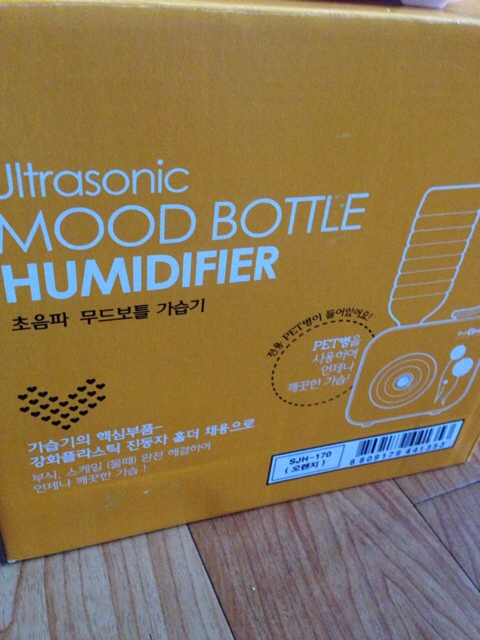 Ultrasonic
MOOD BOTTLE
HUMIDIFIER
초음파 무드보틀 가습기
전용 PET병이 들어있어요!
PET병을
사용하여
언제나
깨끗한 가습!
가습기의 핵심부품-
강화플라스틱 진동자 홀더 채용으로
부식, 스케일 (물때) 완전 해결하여
언제나 깨끗한 가습 !
SJH-170
( 오렌지 )
8 809179 441353